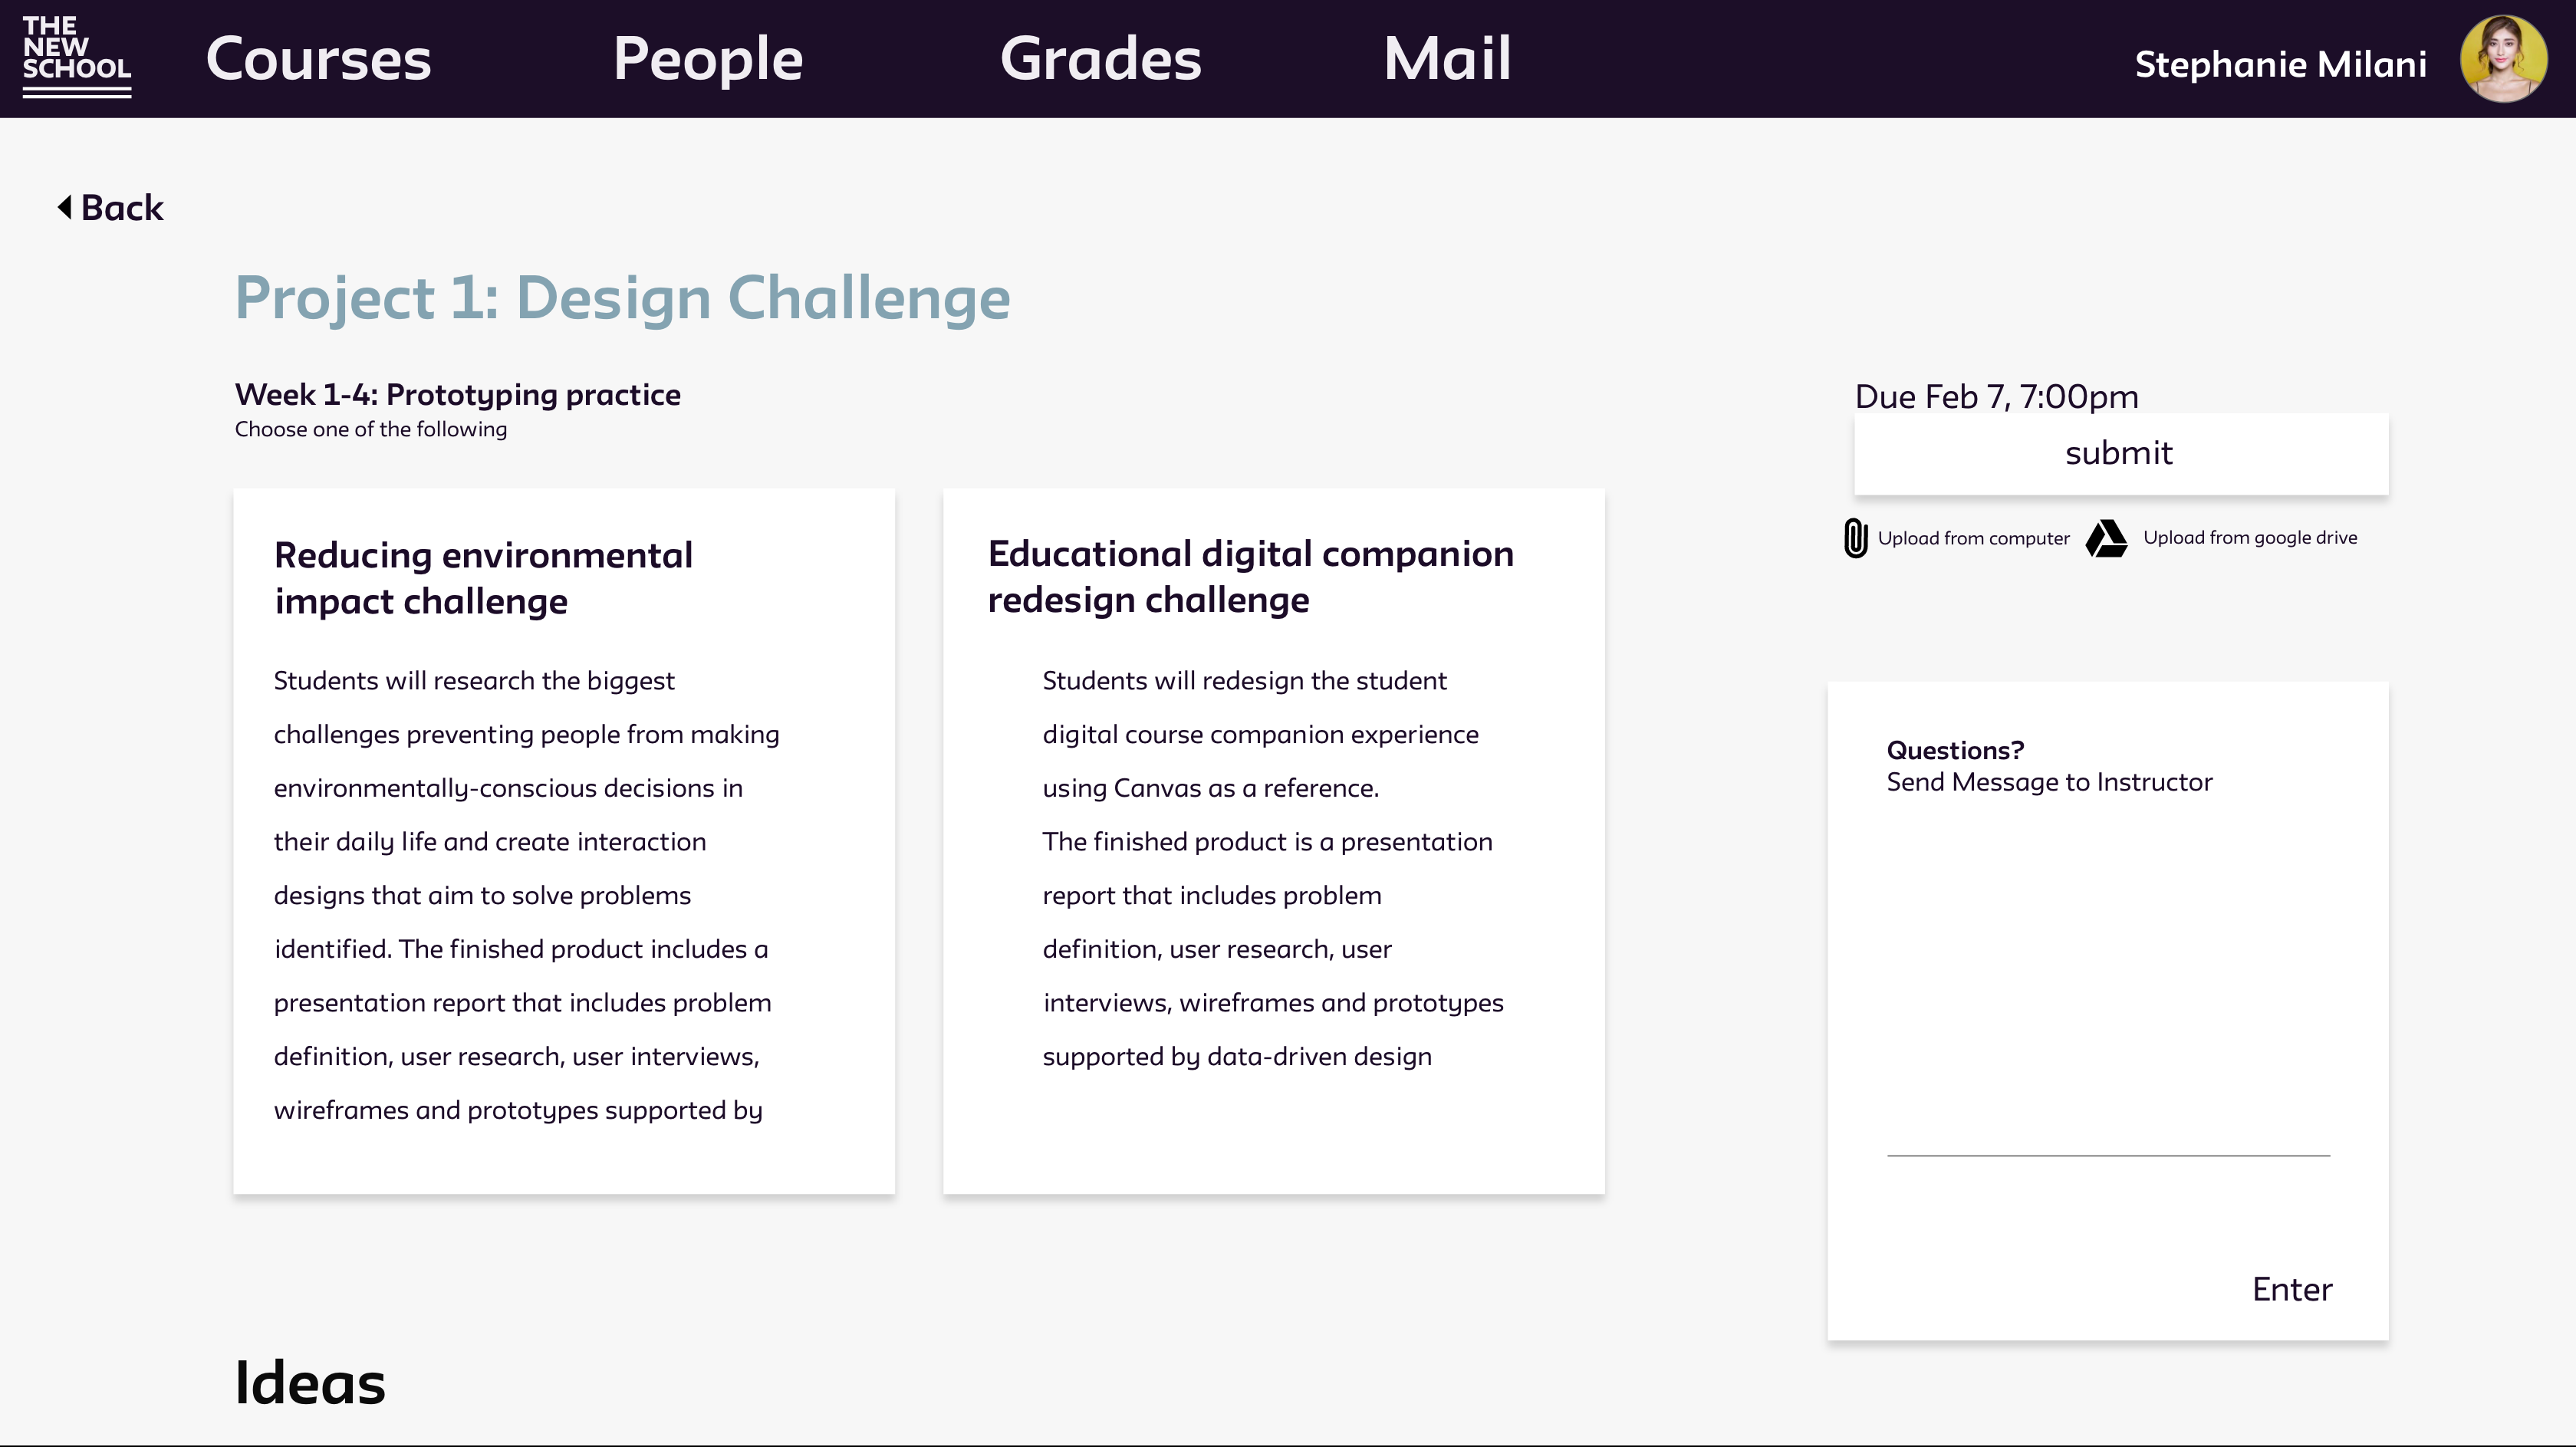 THE
NEW
SCHOOL
Courses
People
Grades
Mail
Stephanie Milani
Back
Project 1: Design Challenge
Week 1-4: Prototyping practice
Choose one of the following
Reducing environmental
impact challenge
Students will research the biggest
challenges preventing people from making
environmentally-conscious decisions in
their daily life and create interaction
designs that aim to solve problems
identified. The finished product includes a
presentation report that includes problem
definition, user research, user interviews,
wireframes and prototypes supported by
Educational digital companion
redesign challenge
Students will redesign the student
digital course companion experience
using Canvas as a reference.
The finished product is a presentation
report that includes problem
definition, user research, user
interviews, wireframes and prototypes
supported by data-driven design
Due Feb 7, 7:00pm
submit
Upload from computer
Upload from google drive
Questions?
Send Message to Instructor
Enter
Ideas